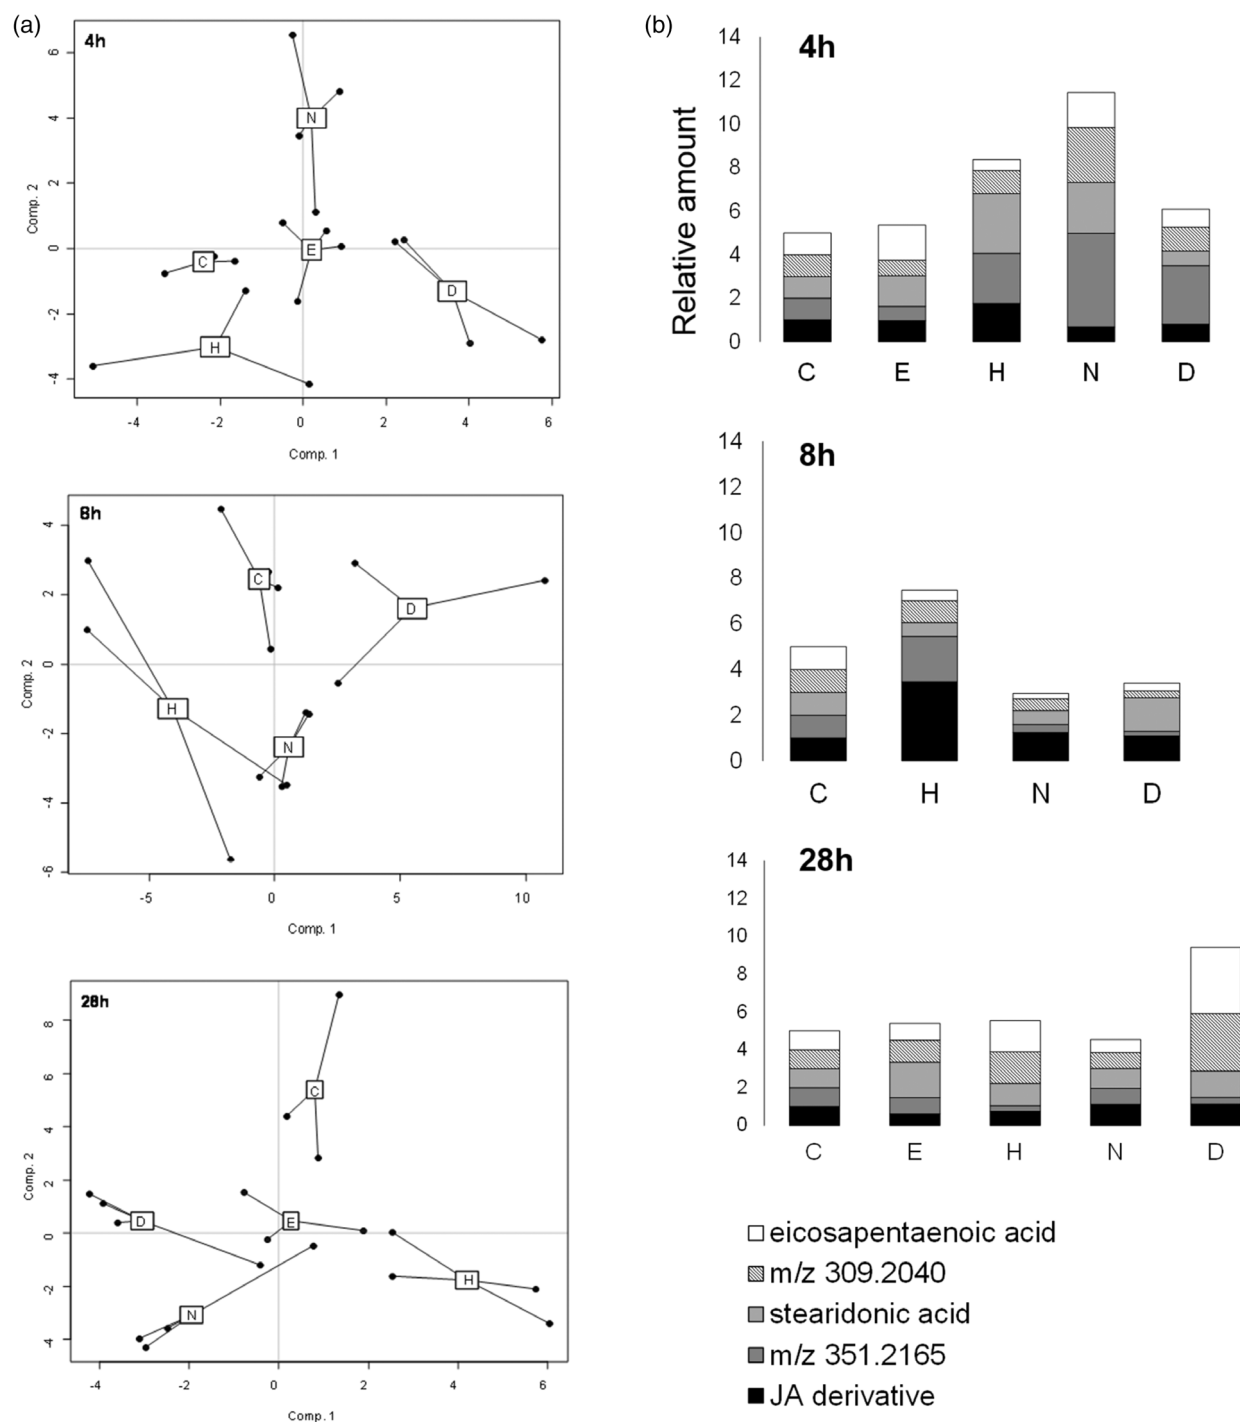 (a)
4h
6
4
2
0
-2
-4
Comp. 2
N
E
C
D
H
-4 -2 0 2 4 6
Comp. 1
8h
4
2
0
-2
-4
-6
Comp. 2
C
D
H
N
-5 0 5 10
Comp. 1
28h
8
6
4
2
0
-2
4
Comp. 2
C
D
E
H
N
-4 -2 0 2 4 6
Comp. 1
(b)
4h
Relative amount
14
12
10
8
6
4
2
0
C E H N D
8h
14
12
10
8
6
4
2
0
C H N D
28h
14
12
10
8
6
4
2
0
C E H N D
eicosapentaenoic acid
m/z 309.2040
stearidonic acid
m/z 351.2165
JA derivative